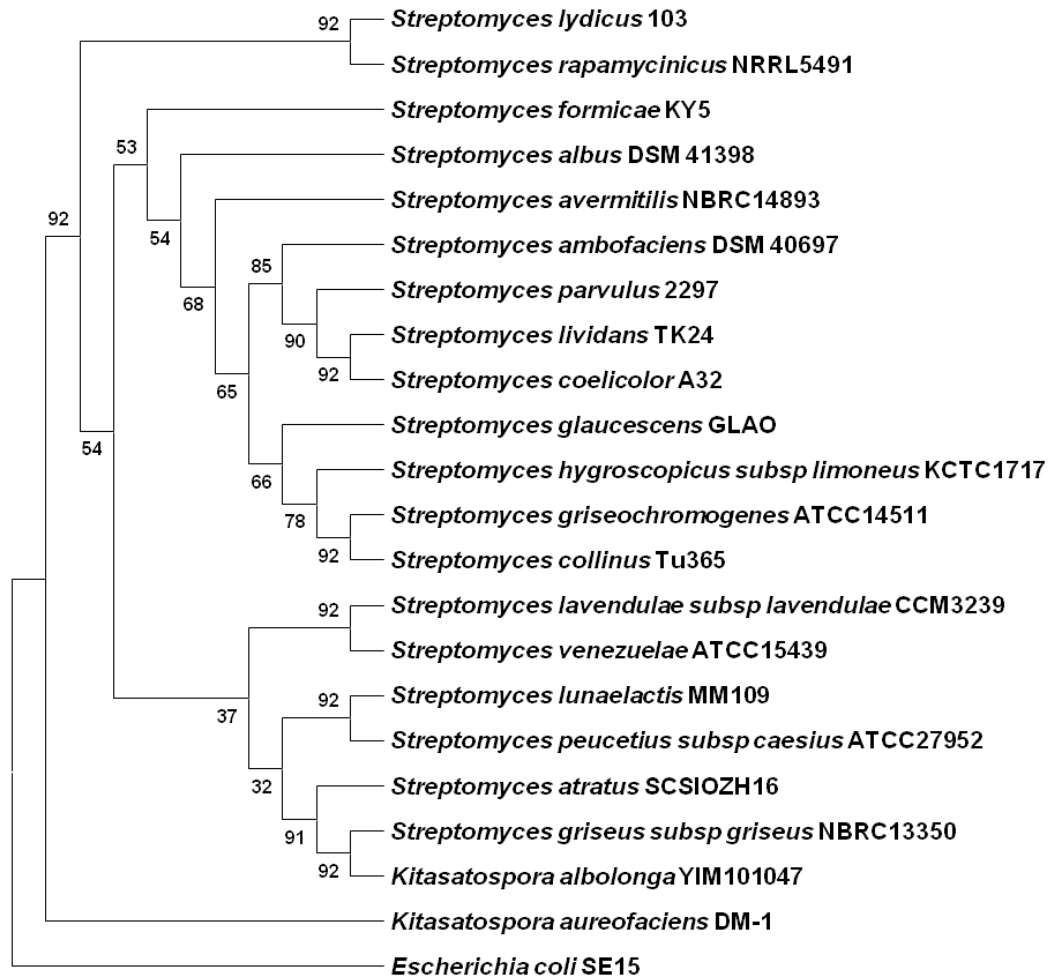 92
Streptomyces lydicus 103
Streptomyces rapamycinicus NRRL5491
Streptomyces formicae KY5
53
Streptomyces albus DSM 41398
Streptomyces avermitilis NBRC14893
92
54
Streptomyces ambofaciens DSM 40697
85
Streptomyces parvulus 2297
68
90
Streptomyces lividans TK24
92
Streptomyces coelicolor A32
65
Streptomyces glaucescens GLAO
54
66
Streptomyces hygroscopicus subsp limoneus KCTC1717
78
Streptomyces griseochromogenes ATCC14511
92
Streptomyces collinus Tu365
92
Streptomyces lavendulae subsp lavendulae CCM3239
Streptomyces venezuelae ATCC15439
92
Streptomyces lunaelactis MM109
37
Streptomyces peucetius subsp caesius ATCC27952
32
Streptomyces atratus SCSIOZH16
91
Streptomyces griseus subsp griseus NBRC13350
92
Kitasatospora albolonga YIM101047
Kitasatospora aureofaciens DM-1
Escherichia coli SE15